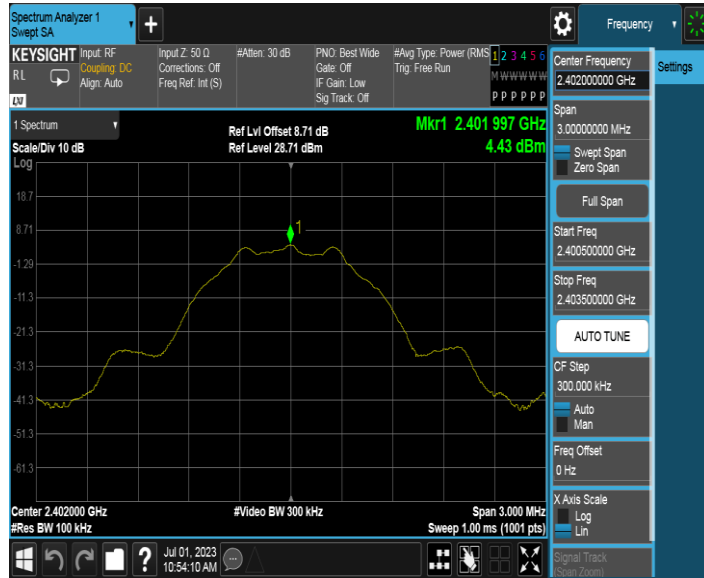 Spectrum Analyzer 1
Swept SA
+
Frequency
KEYSIGHT
RL
LXI
Input: RF
Coupling: DC
Align: Auto
Input Z: 50 Ω
Corrections: Off
Freq Ref: Int (S)
#Atten: 30 dB
PNO: Best Wide
Gate: Off
IF Gain: Low
Sig Track: Off
#Avg Type: Power (RMS
Trig: Free Run
1 2 3 4 5 6
M W W W W W
P P P P P P
1 Spectrum
Scale/Div 10 dB
Log
Ref Lvl Offset 8.71 dB
Ref Level 28.71 dBm
Mkr1 2.401 997 GHz
4.43 dBm
1
18.7
8.71
-1.29
-11.3
-21.3
-31.3
-41.3
-51.3
-61.3
Center 2.402000 GHz
#Res BW 100 kHz
#Video BW 300 kHz
Span 3.000 MHz
Sweep 1.00 ms (1001 pts)
Jul 01, 2023
10:54:10 AM
?
Center Frequency
2.402000000 GHz
Settings
Span
3.00000000 MHz
Swept Span
Zero Span
Full Span
Start Freq
2.400500000 GHz
Stop Freq
2.403500000 GHz
AUTO TUNE
CF Step
300.000 kHz
Auto
Man
Freq Offset
0 Hz
X Axis Scale
Log
Lin
Signal Track
(Span Zoom)